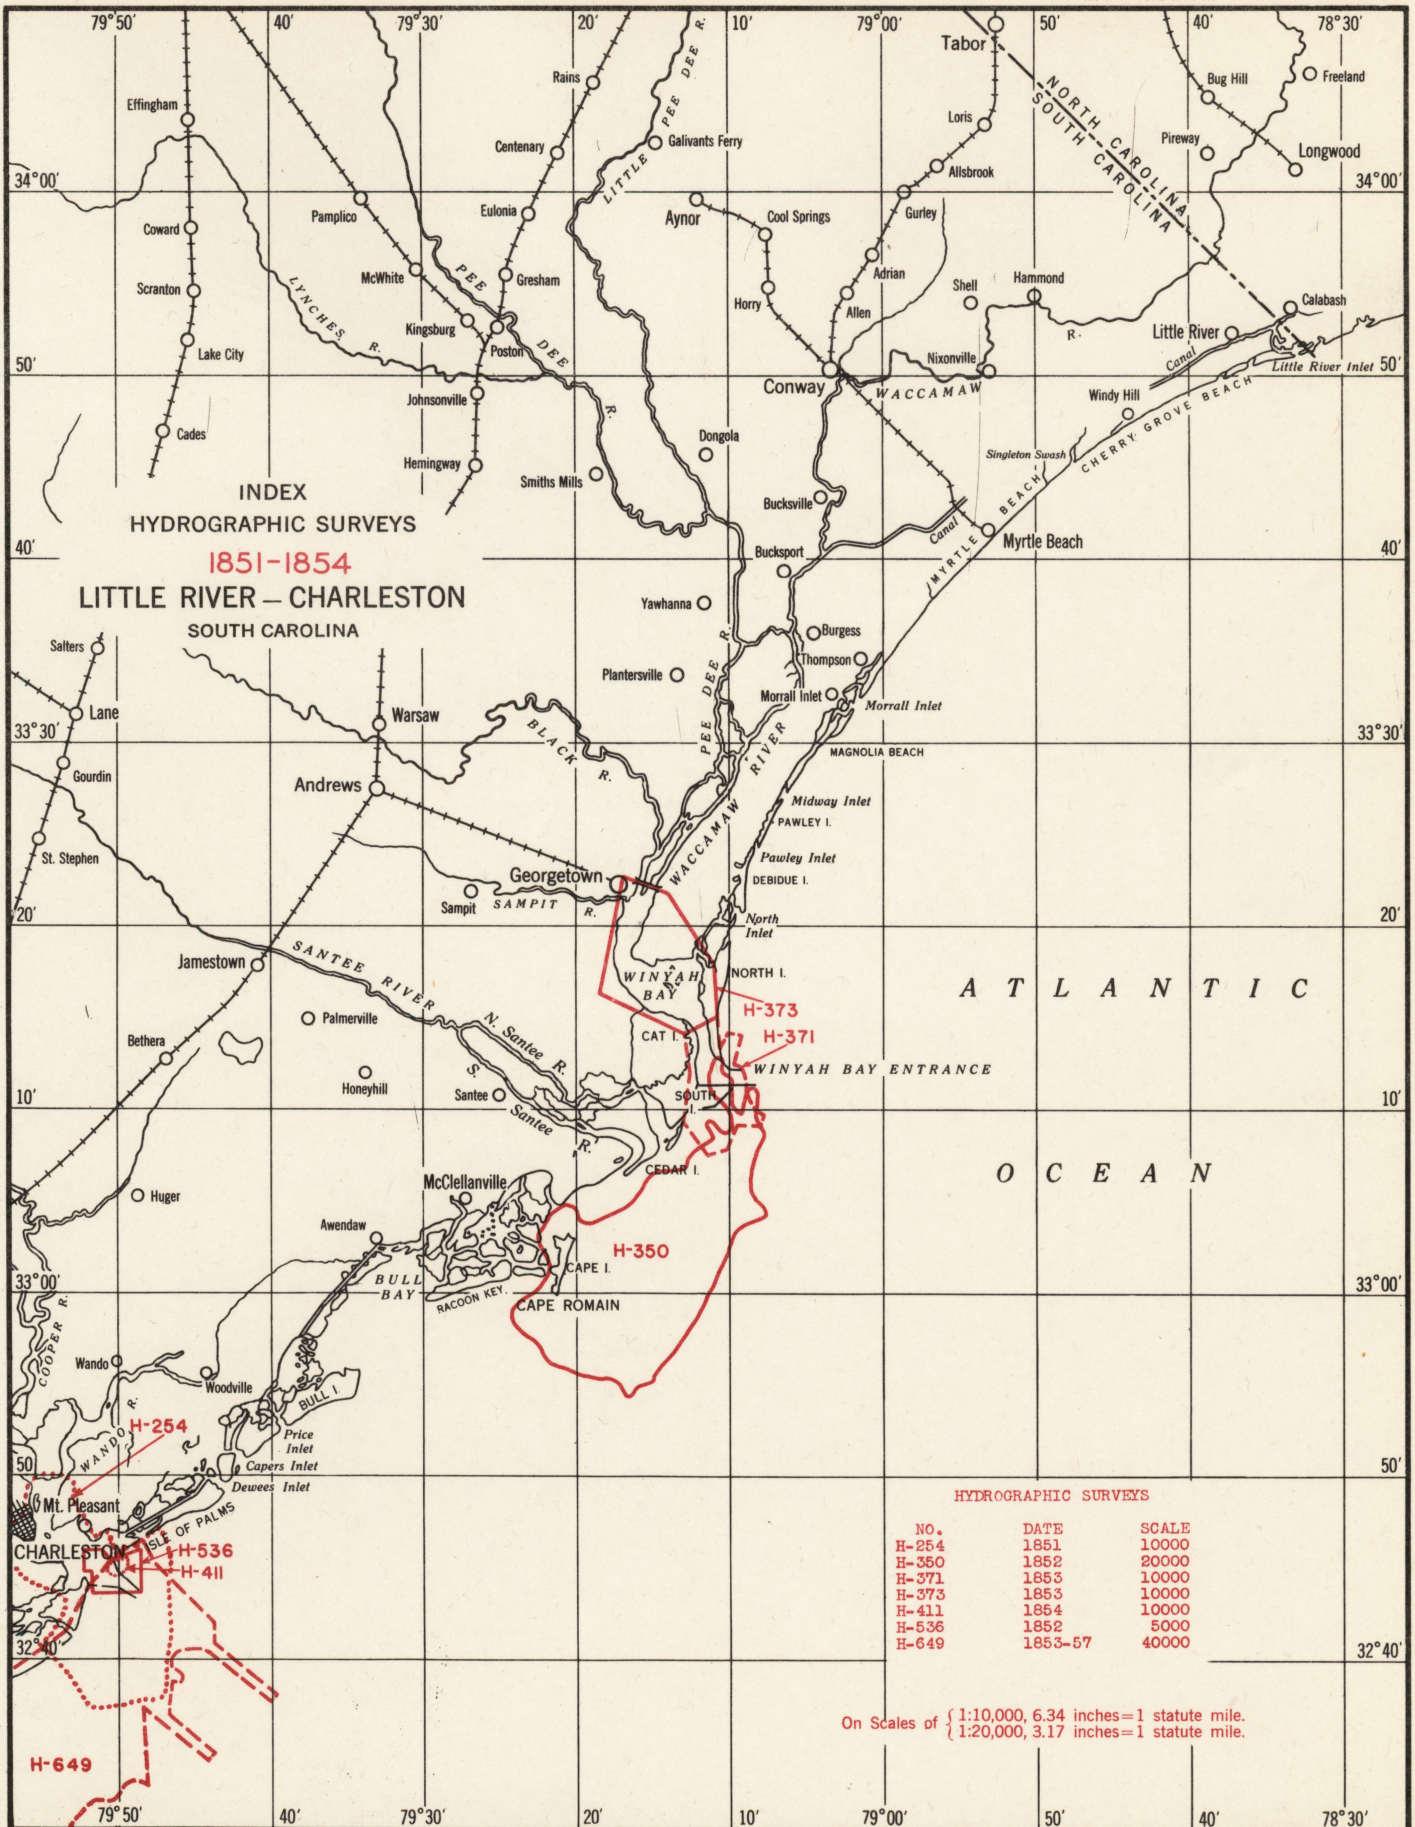 79°50'
40'
79°30'
20'
10'
79°00'
50'
40'
78°30'
Tabor
Freeland
Bug Hill
Rains
Effingham
NORTH CAROLINA
SOUTH CAROLINA
Loris
Pireway
Longwood
Centenary
LITTLE PEE DEE R.
Galivants Ferry
Allsbrook
34°00'
34°00'
Pamplico
Eulonia
Aynor
Cool Springs
Gurley
Coward
McWhite
PEE DEE R.
Gresham
Adrian
Shell
Hammond
Scranton
LYNCHES R.
Horry
Allen
Calabash
Kingsburg
Poston
Little River
R.
Lake City
Canal
Little River Inlet
50'
Nixonville
Conway
WACCAMAW
Windy Hill
CHERRY GROVE BEACH
Johnsonville
Cades
Dongola
Hemingway
Smiths Mills
Singleton Swash
Bucksville
INDEX
HYDROGRAPHIC SURVEYS
1851-1854
LITTLE RIVER – CHARLESTON
SOUTH CAROLINA
MYRTLE BEACH
Canal
Myrtle Beach
40'
40'
Bucksport
Yawhanna
Burgess
Salters
Thompson
Plantersville
PEE DEE R.
Morrall Inlet
Morrall Inlet
Lane
Warsaw
BLACK R.
33°30'
33°30'
MAGNOLIA BEACH
Gourdin
Andrews
WACCAMAW RIVER
Midway Inlet
PAWLEY I.
St. Stephen
Pawley Inlet
Georgetown
DEBIDUE I.
Sampit
SAMPIT R.
20'
20'
North
Inlet
Jamestown
SANTEE RIVER
WINYAH
BAY
NORTH I.
ATLANTIC
H-373
Palmerville
N. Santee R.
CAT I.
H-371
Bethera
WINYAH BAY ENTRANCE
Honeyhill
Santee
S. Santee R.
SOUTH
I.
10'
10'
CEDAR I.
OCEAN
Huger
McClellanville
Awendaw
H-350
CAPE I.
BULL
BAY
33°00'
33°00'
RACOON KEY
CAPE ROMAIN
COOPER R.
Wando
Woodville
BULL I.
WANDO R.
H-254
Price
Inlet
Capers Inlet
50
50'
Dewees Inlet
Mt. Pleasant
ISLE OF PALMS
CHARLESTON
H-536
H-411
32°40'
32°40'
HYDROGRAPHIC SURVEYS
NO. DATE SCALE
H-254 1851 10000
H-350 1852 20000
H-371 1853 10000
H-373 1853 10000
H-411 1854 10000
H-536 1852 5000
H-649 1853-57 40000
On Scales of
1:10,000, 6.34 inches=1 statute mile.
1:20,000, 3.17 inches=1 statute mile.
H-649
79°50'
40'
79°30'
20'
10'
79°00'
50'
40'
78°30'